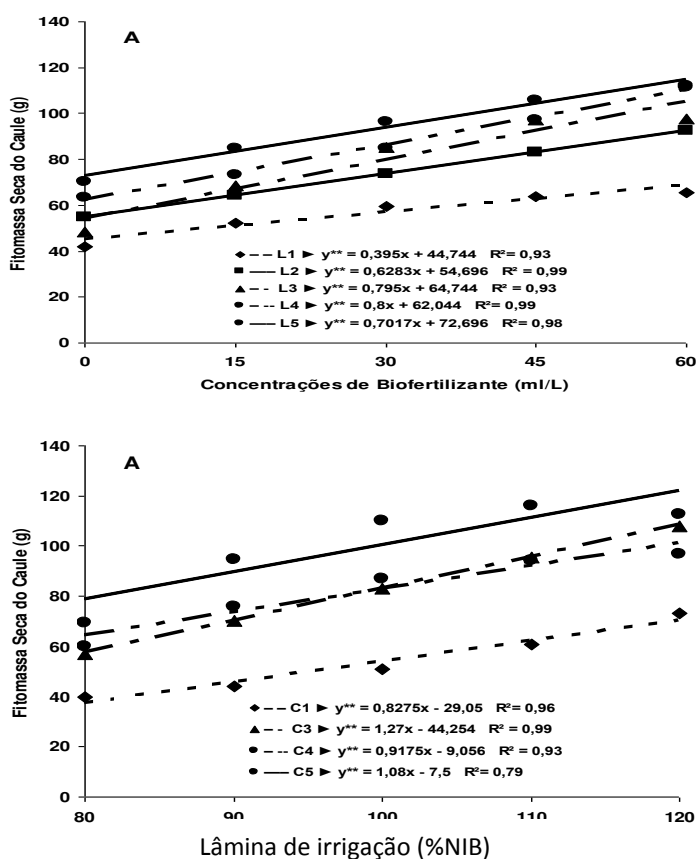 140
120
100
80
60
40
20
0
Fitomassa Seca do Caule (g)
A
L1 ► y** = 0,395x + 44,744 R²= 0,93
L2 ► y** = 0,6283x + 54,696 R² = 0,99
L3 ► y** = 0,795x + 64,744 R² = 0,93
L4 ► y** = 0,8x + 62,044 R² = 0,99
L5 ► y** = 0,7017x + 72,696 R² = 0,98
0 15 30 45 60
Concentrações de Biofertilizante (ml/L)
140
120
100
80
60
40
20
0
Fitomassa Seca do Caule (g)
A
C1 ► y** = 0,8275x - 29,05 R²= 0,96
C3 ► y** = 1,27x - 44,254 R² = 0,99
C4 ► y** = 0,9175x - 9,056 R² = 0,93
C5 ► y** = 1,08x - 7,5 R² = 0,79
80 90 100 110 120
Lâmina de irrigação (%NIB)